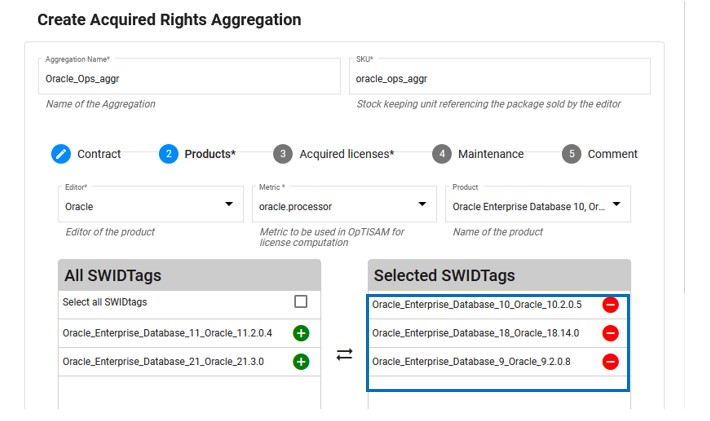 Create Acquired Rights Aggregation
Aggregation Name*
SKU*
Oracle_Ops_aggr
oracle_ops_aggr
Name of the Aggregation
Stock keeping unit referencing the package sold by the editor
Contract
2 Products*
3 Acquired licenses*
4 Maintenance
5 Comment
Editor*
Metric *
Product
Oracle
oracle.processor
Oracle Enterprise Database 10, Or...
Editor of the product
Metric to be used in OpTISAM for
license computation
Name of the product
All SWIDTags
Selected SWIDTags
Select all SWIDtags
Oracle_Enterprise_Database_10_Oracle_10.2.0.5
Oracle_Enterprise_Database_11_Oracle_11.2.0.4
Oracle_Enterprise_Database_18_Oracle_18.14.0
Oracle_Enterprise_Database_21_Oracle_21.3.0
Oracle_Enterprise_Database_9_Oracle_9.2.0.8